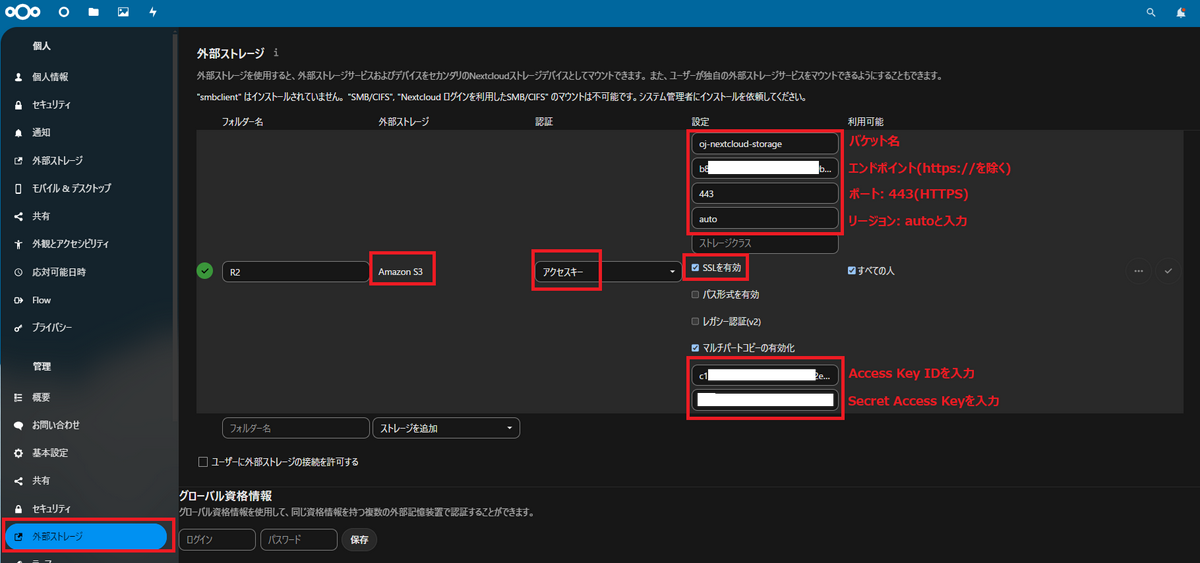 個人
個人情報
セキュリティ
通知
外部ストレージ
モバイル & デスクトップ
共有
外観とアクセシビリティ
応対可能日時
Flow
プライバシー
管理
概要
お問い合わせ
基本設定
共有
セキュリティ
外部ストレージ
外部ストレージ
外部ストレージを使用すると、外部ストレージサービスおよびデバイスをセカンダリのNextcloudストレージデバイスとしてマウントできます。また、ユーザーが独自の外部ストレージサービスをマウントできるようにすることもできます。
"smbclient" はインストールされていません。"SMB/CIFS", "Nextcloud ログインを利用したSMB/CIFS" のマウントは不可能です。システム管理者にインストールを依頼してください。
フォルダー名 外部ストレージ 認証 設定 利用可能
oj-nextcloud-storage バケット名
b8 b... エンドポイント(https://を除く)
443 ポート: 443(HTTPS)
auto リージョン: autoと入力
ストレージクラス
R2 Amazon S3 アクセスキー SSLを有効 すべての人 ...
パス形式を有効
レガシー認証(v2)
マルチパートコピーの有効化
c1 2e... Access Key IDを入力
Secret Access Keyを入力
フォルダー名 ストレージを追加
ユーザーに外部ストレージの接続を許可する
グローバル資格情報
グローバル資格情報を使用して、同じ資格情報を持つ複数の外部記憶装置で認証することができます。
ログイン パスワード 保存